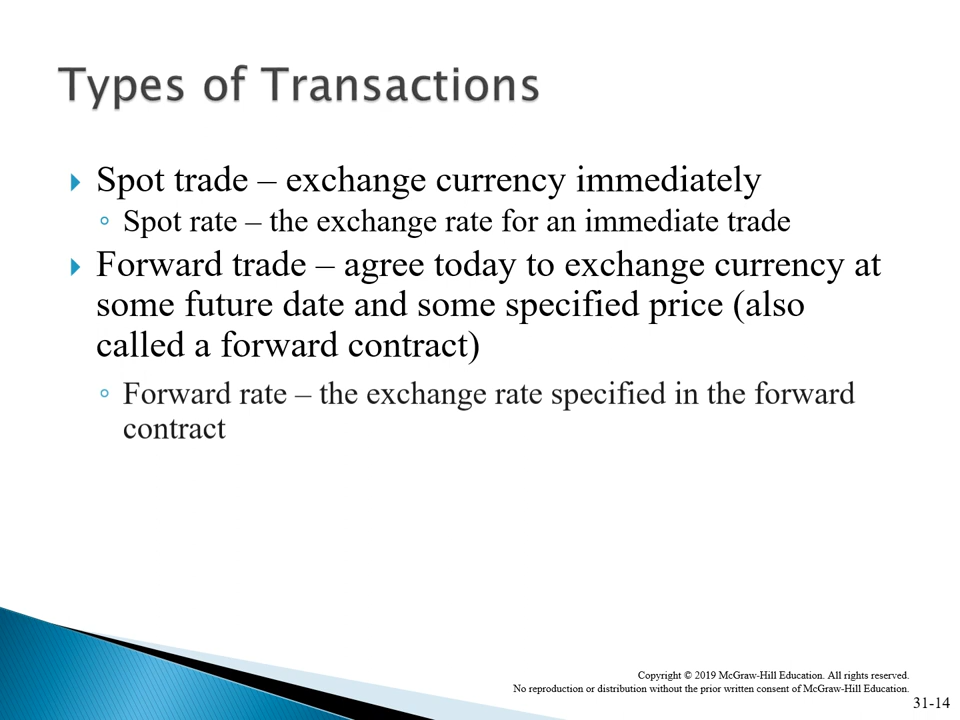 Types of Transactions
Spot trade – exchange currency immediately
Spot rate – the exchange rate for an immediate trade
Forward trade – agree today to exchange currency at
some future date and some specified price (also
called a forward contract)
Forward rate – the exchange rate specified in the forward
contract
Copyright © 2019 McGraw-Hill Education. All rights reserved.
No reproduction or distribution without the prior written consent of McGraw-Hill Education.
31-14